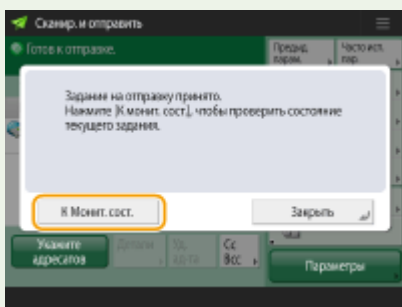 Сканир. и отправить
Готов к отправке.
Предыд. парам.
Часто исп. пар.
Задание на отправку принято.
Нажмите [К монит. сост.], чтобы проверить состояние
текущего задания.
К Монит. сост.
Закрыть
Укажите
адресатов
Детали
Cc
Bcc
Параметры